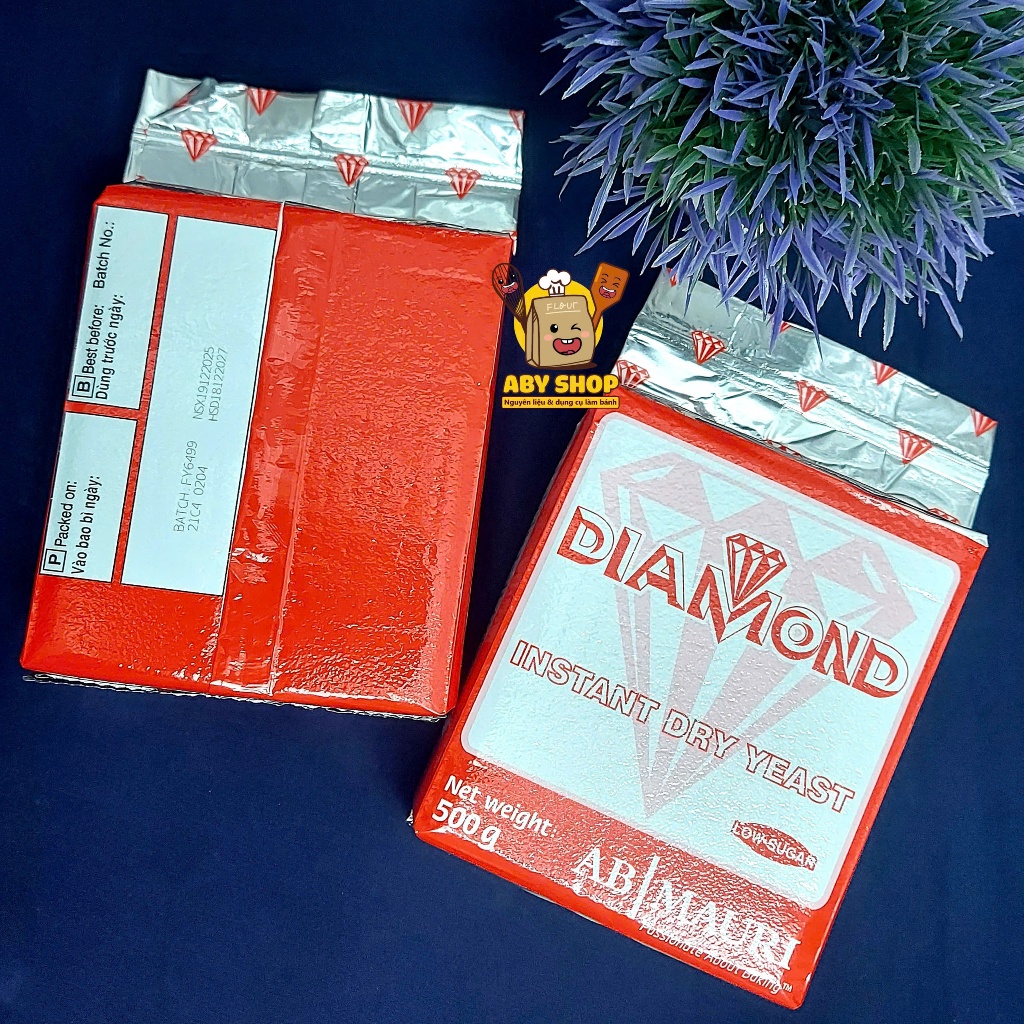 B Best before: Batch No.:
Dùng trước ngày:
P Packed on:
Vào bao bì ngày:
NSX19122025
HSD18122027
BATCH. FY6499
21C4 0204
FLOUR
ABY SHOP
Nguyên liệu & dụng cụ làm bánh
DIAMOND
INSTANT DRY YEAST
LOW SUGAR
Net weight:
500 g
AB MAURI
Passionate About Baking™